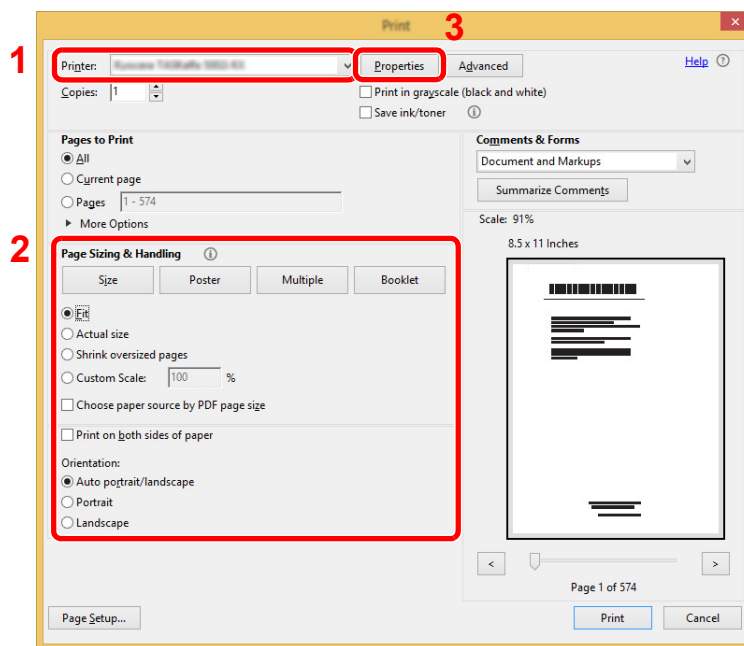 Print
3
1
Printer:
Properties
Advanced
Help
Copies: 1
Print in grayscale (black and white)
Save ink/toner
Pages to Print
All
Current page
Pages 1 - 574
More Options
Comments & Forms
Document and Markups
Summarize Comments
Scale: 91%
8.5 x 11 Inches
2
Page Sizing & Handling
Size Poster Multiple Booklet
Fit
Actual size
Shrink oversized pages
Custom Scale: 100 %
Choose paper source by PDF page size
Print on both sides of paper
Orientation:
Auto portrait/landscape
Portrait
Landscape
< >
Page 1 of 574
Page Setup...
Print Cancel